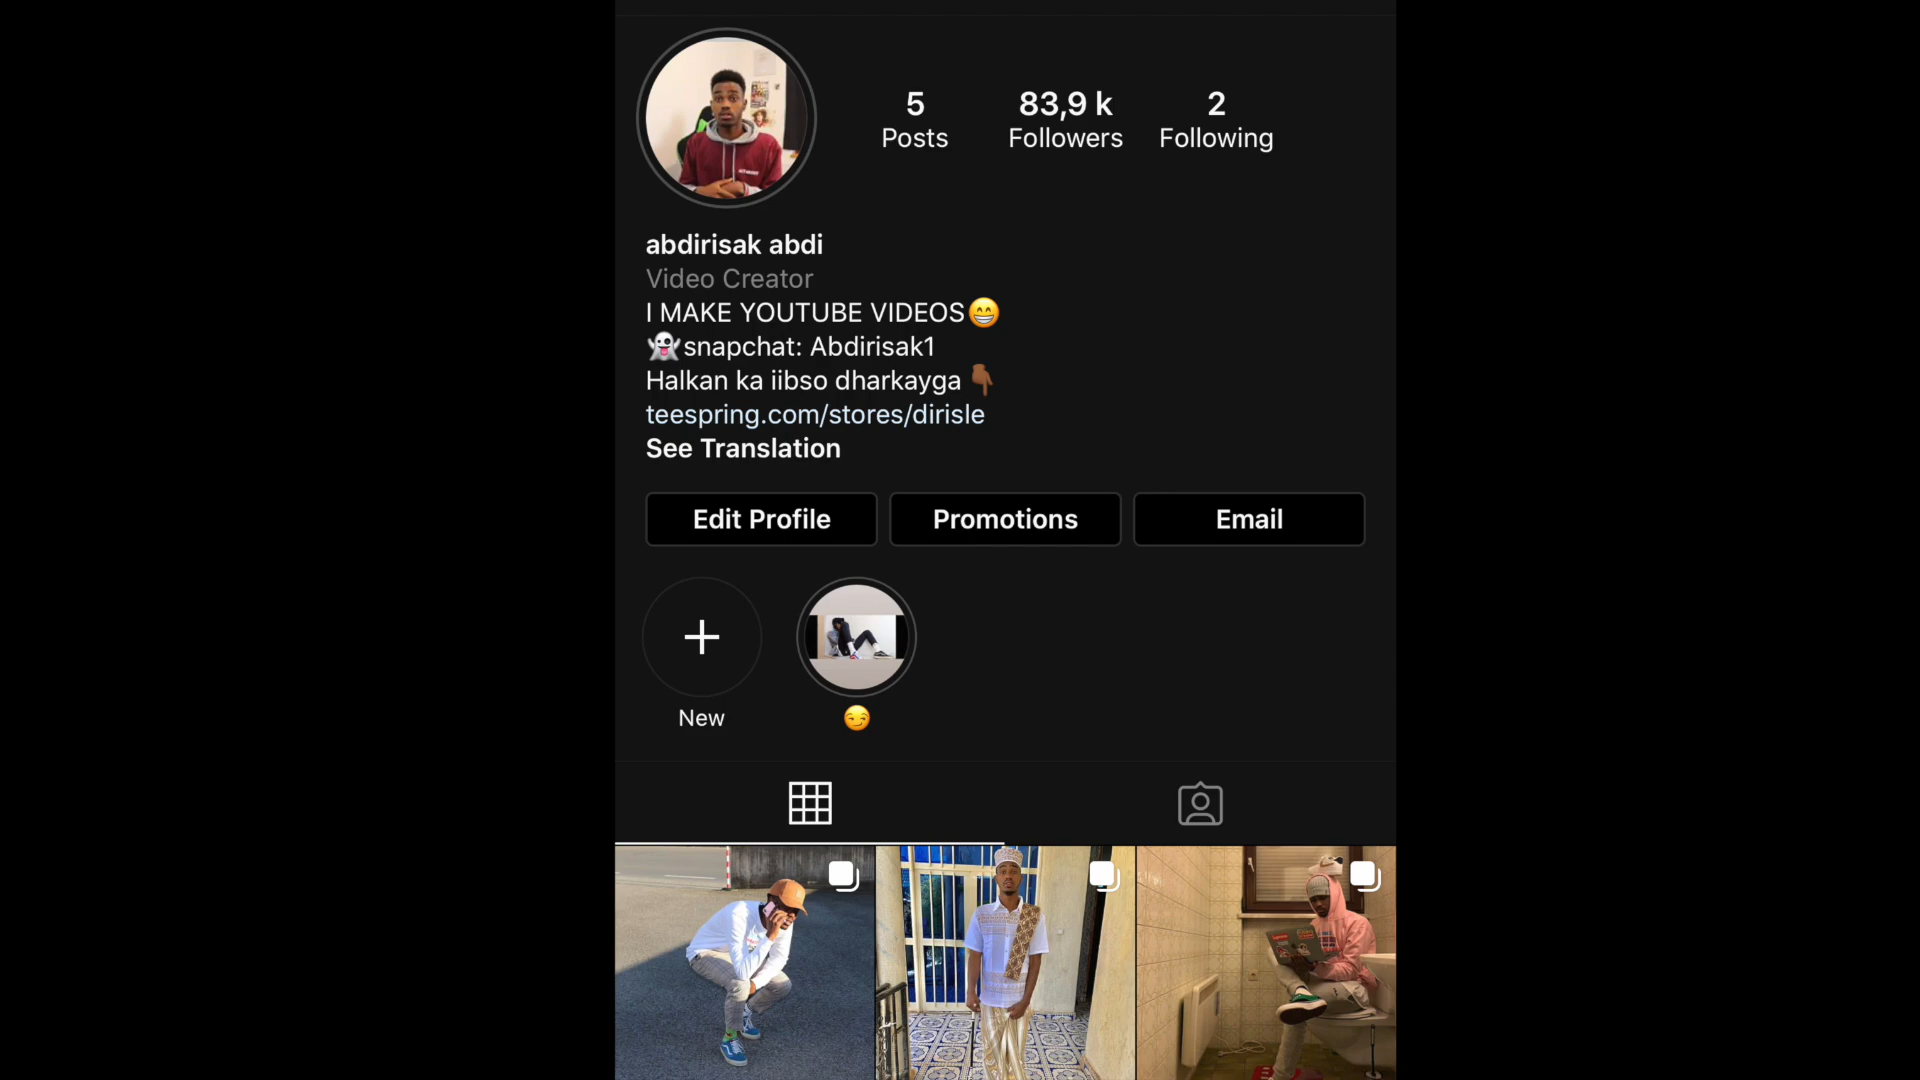 5
Posts
83,9 k
Followers
2
Following
abdirisak abdi
Video Creator
I MAKE YOUTUBE VIDEOS😁
👻snapchat: Abdirisak1
Halkan ka iibso dharkayga 👇🏾
teespring.com/stores/dirisle
See Translation
Edit Profile
Promotions
Email
New
😏